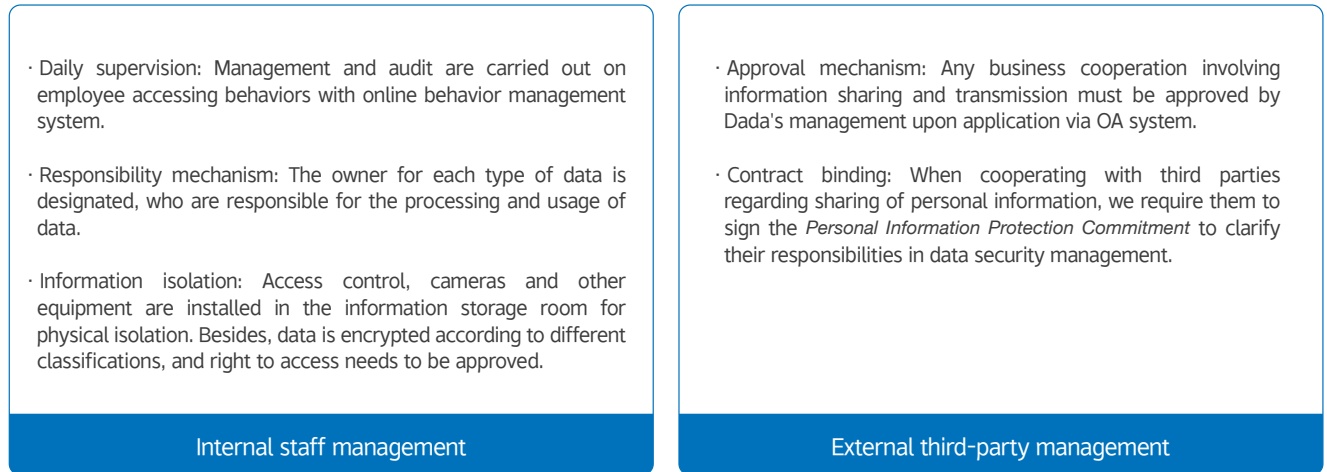 · Daily supervision: Management and audit are carried out on
employee accessing behaviors with online behavior management
system.
· Responsibility mechanism: The owner for each type of data is
designated, who are responsible for the processing and usage of
data.
· Information isolation: Access control, cameras and other
equipment are installed in the information storage room for
physical isolation. Besides, data is encrypted according to different
classifications, and right to access needs to be approved.
Internal staff management
· Approval mechanism: Any business cooperation involving
information sharing and transmission must be approved by
Dada's management upon application via OA system.
· Contract binding: When cooperating with third parties
regarding sharing of personal information, we require them to
sign the Personal Information Protection Commitment to clarify
their responsibilities in data security management.
External third-party management